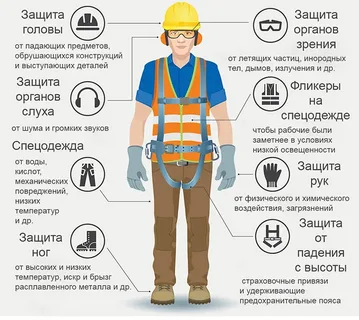 Защита
головы
от падающих предметов,
обрушающихся конструкций
и выступающих деталей
Защита
органов
слуха
от шума и громких звуков
Спецодежда
от воды,
кислот,
механических
повреждений,
низких
температур
и др.
Защита
ног
от высоких и низких
температур, искр и брызг
расплавленного металла и др.
Защита
органов
зрения
от летящих частиц, инородных
тел, дымов, излучения и др.
Фликеры
на
спецодежде
чтобы рабочие были
заметнее в условиях
низкой освещенности
Защита
рук
от физического и химического
воздействия, загрязнений
Защита
от
падения
с высоты
страховочные привязи
и удерживающие
предохранительные пояса